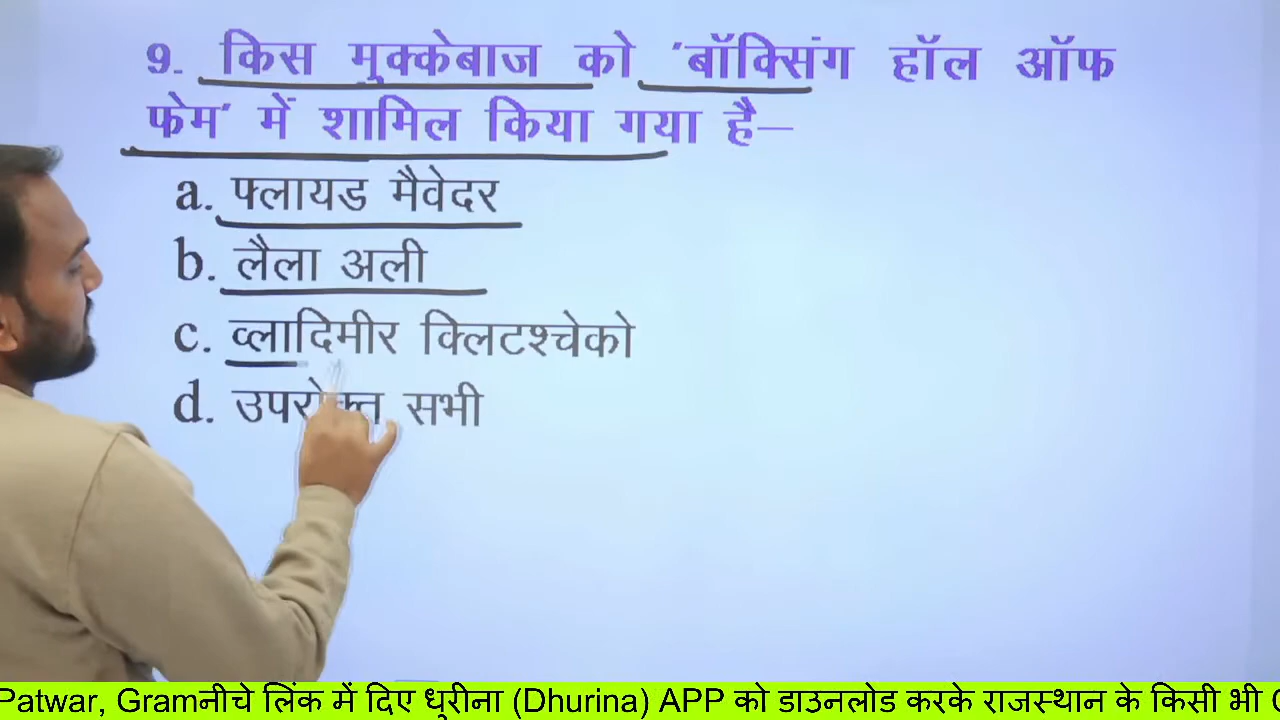 9. किस मुक्केबाज को 'बॉक्सिंग हॉल ऑफ
फेम' में शामिल किया गया है–
a. फ्लायड मैवेदर
b. लैला अली
c. व्लादिमीर क्लिटश्चेको
d. उपरोक्त सभी
Patwar, Gramनीचे लिंक में दिए धुरीना (Dhurina) APP को डाउनलोड करके राजस्थान के किसी भी